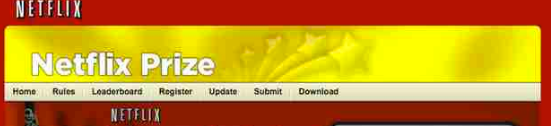 NETFLIX
Netflix Prize
Home Rules Leaderboard Register Update Submit Download
NETFLIX